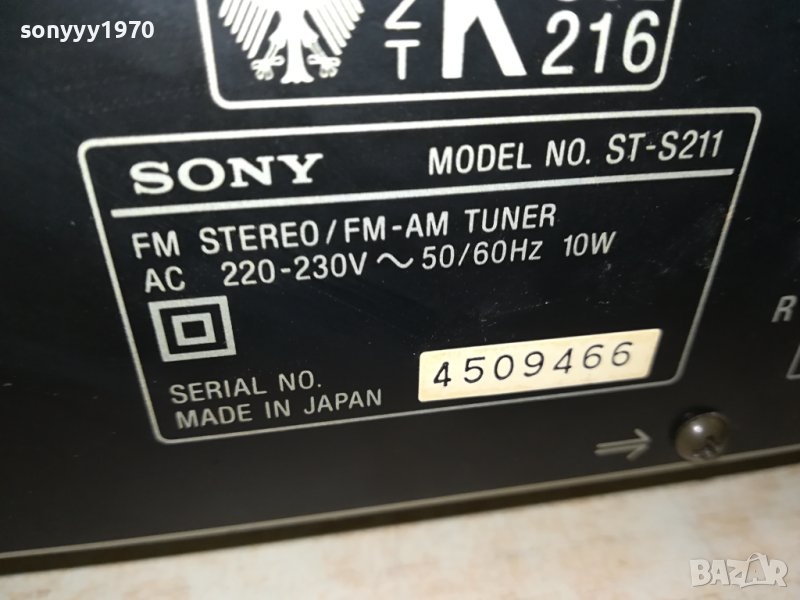 sonyyy1970
Z K
T 216
SONY MODEL NO. ST-S211
FM STEREO/FM-AM TUNER
AC 220-230V ~ 50/60Hz 10W
SERIAL NO. 4509466
MADE IN JAPAN
R
BAZAR